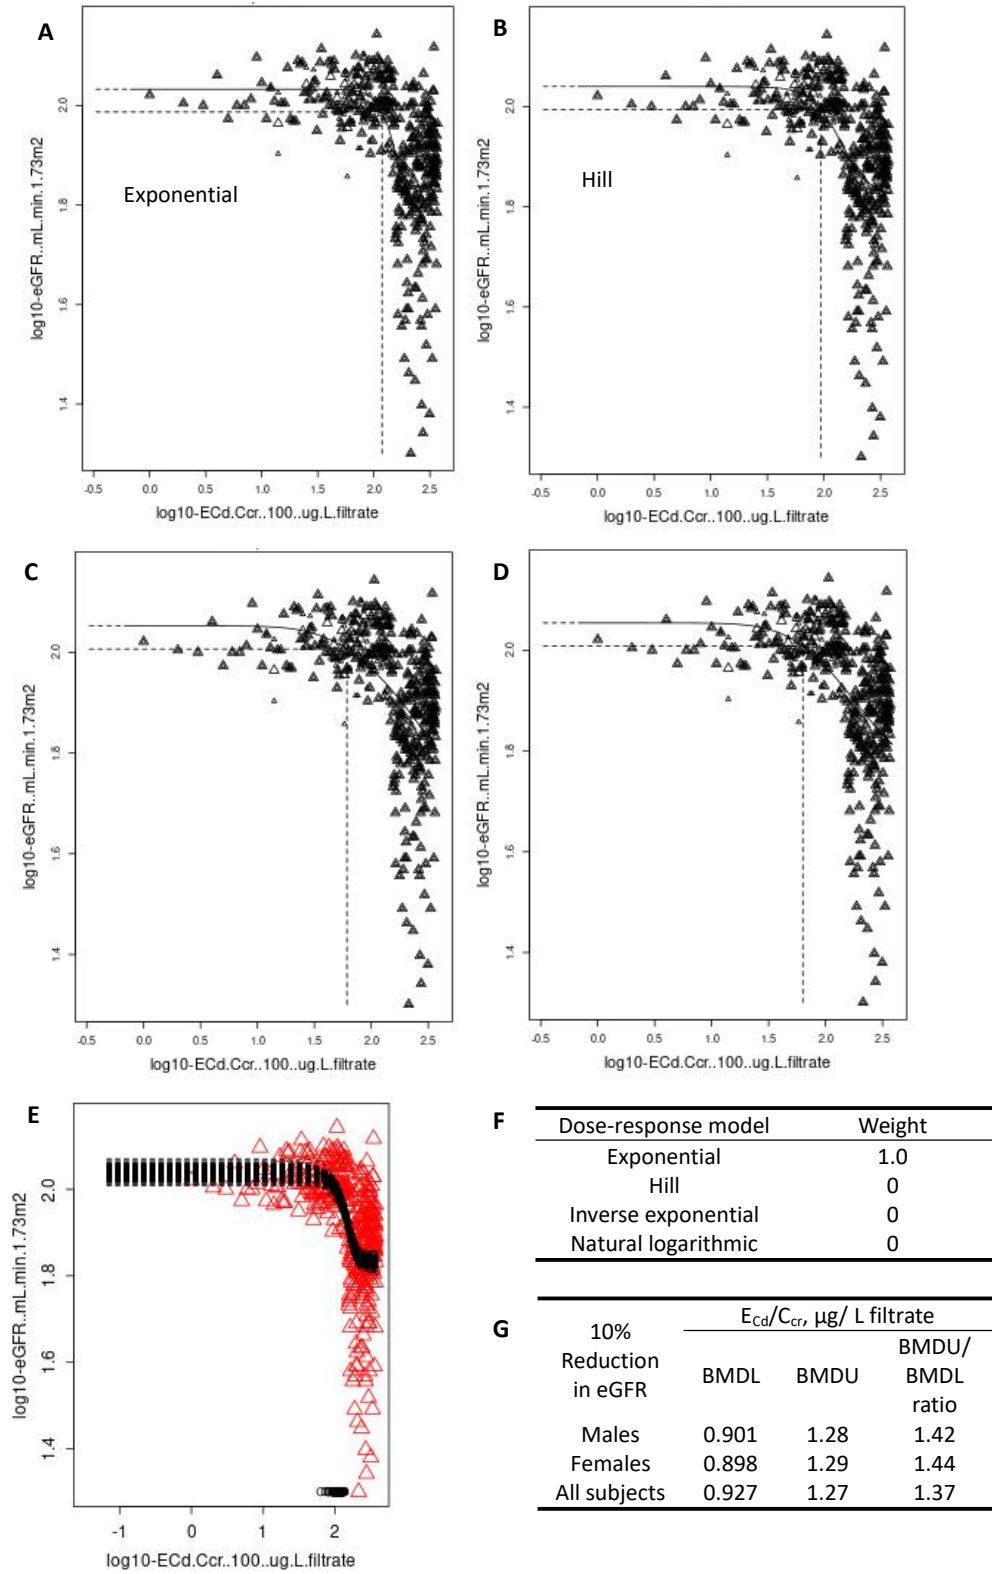 A
log10-eGFR..mL.min.1.73m2
2.0
1.8
1.6
1.4
Exponential
-0.5 0.0 0.5 1.0 1.5 2.0 2.5
log10-ECd.Ccr..100..ug.L.filtrate
B
log10-eGFR..mL.min.1.73m2
2.0
1.8
1.6
1.4
Hill
-0.5 0.0 0.5 1.0 1.5 2.0 2.5
log10-ECd.Ccr..100..ug.L.filtrate
C
log10-eGFR..mL.min.1.73m2
2.0
1.8
1.6
1.4
-0.5 0.0 0.5 1.0 1.5 2.0 2.5
log10-ECd.Ccr..100..ug.L.filtrate
D
log10-eGFR..mL.min.1.73m2
2.0
1.8
1.6
1.4
-0.5 0.0 0.5 1.0 1.5 2.0 2.5
log10-ECd.Ccr..100..ug.L.filtrate
E
log10-eGFR..mL.min.1.73m2
2.0
1.8
1.6
1.4
-1 0 1 2
log10-ECd.Ccr..100..ug.L.filtrate
F
Dose-response model Weight
Exponential 1.0
Hill 0
Inverse exponential 0
Natural logarithmic 0
G
10%
Reduction
in eGFR
ECd/Ccr, µg/ L filtrate
BMDL BMDU BMDU/
BMDL
ratio
Males 0.901 1.28 1.42
Females 0.898 1.29 1.44
All subjects 0.927 1.27 1.37